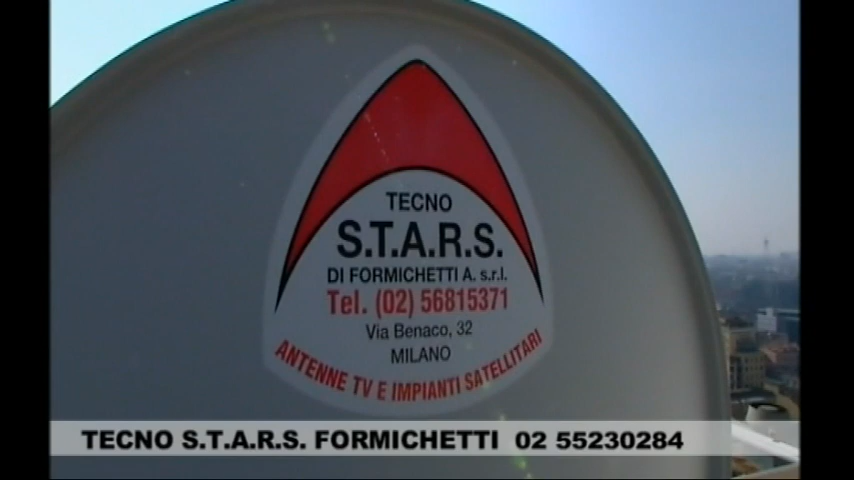 TECNO
S.T.A.R.S.
DI FORMICHETTI A. s.r.l.
Tel. (02) 56815371
Via Benaco, 32
MILANO
ANTENNE TV E IMPIANTI SATELLITARI
TECNO S.T.A.R.S. FORMICHETTI 02 55230284